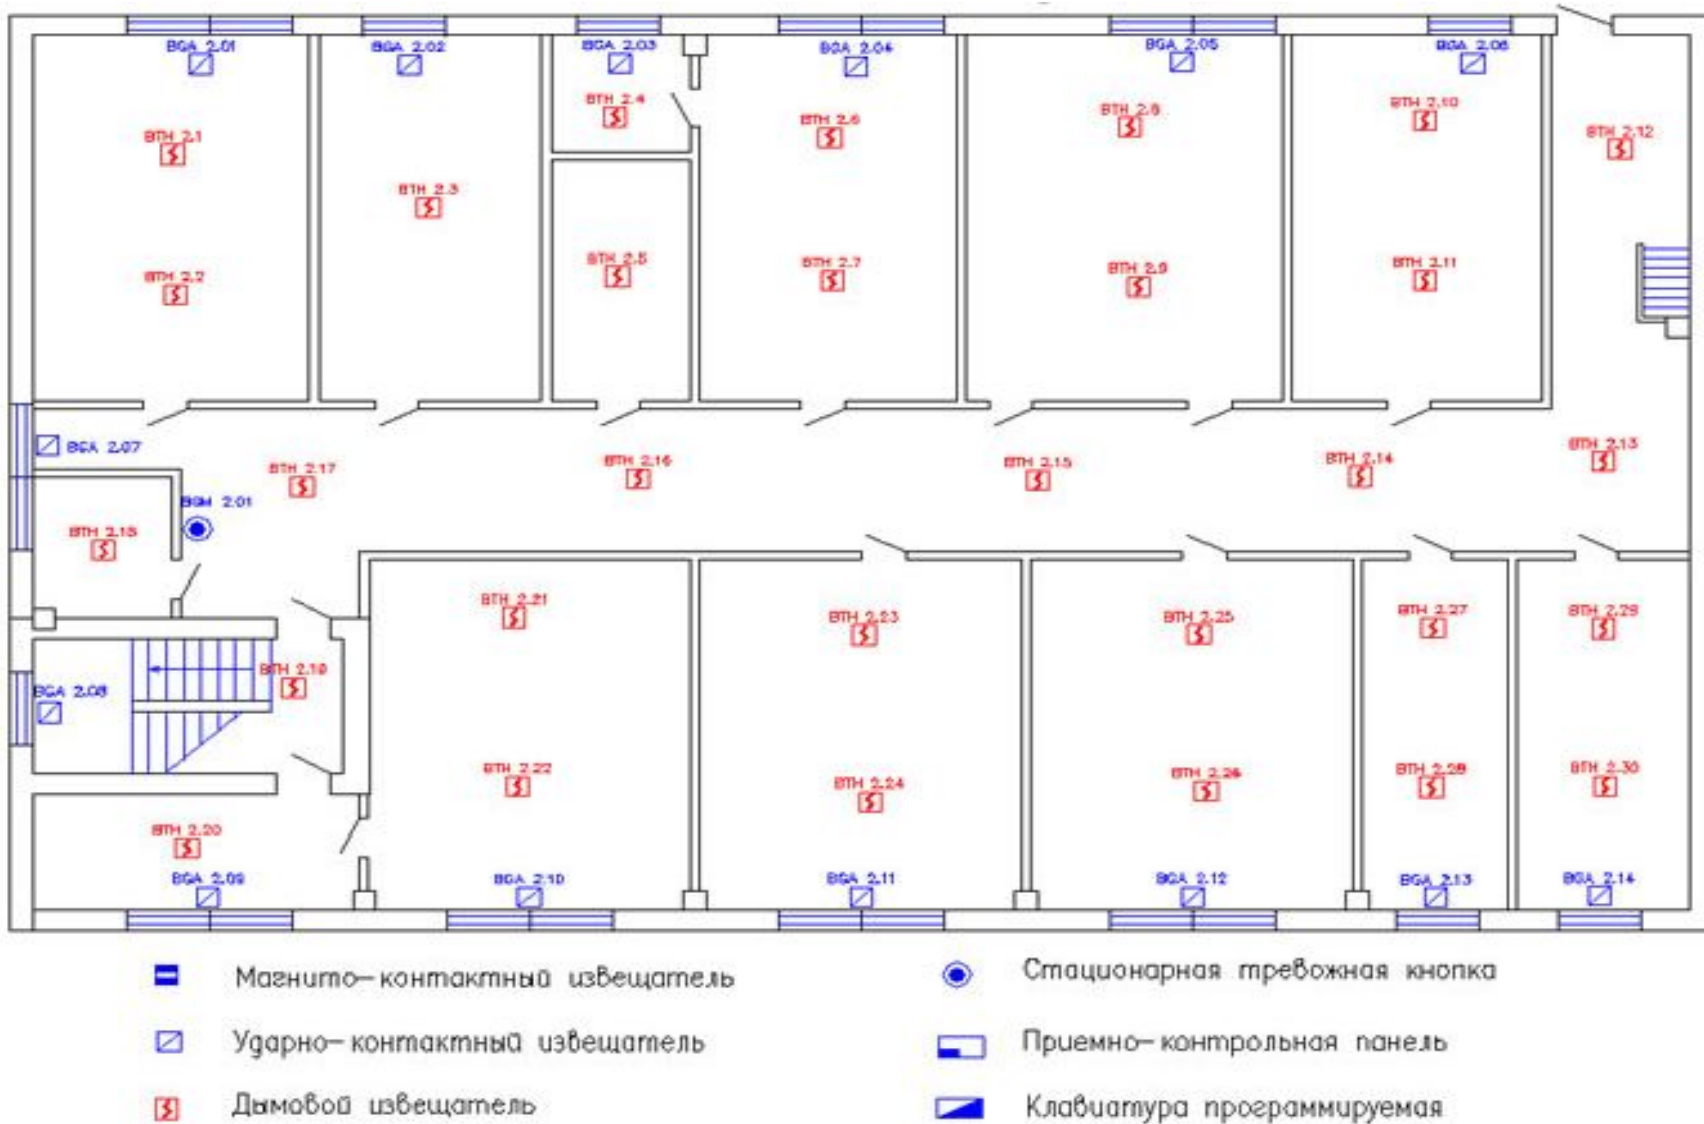 BGA 2.01
BGA 2.02
BGA 2.03
BGA 2.04
BGA 2.05
BGA 2.06
BTH 2.4
BTH 2.10
BTH 2.8
BTH 2.6
BTH 2.12
BTH 2.1
BTH 2.3
BTH 2.5
BTH 2.7
BTH 2.11
BTH 2.9
BTH 2.2
BGA 2.07
BTH 2.17
BTH 2.16
BTH 2.15
BTH 2.14
BTH 2.13
BGM 2.01
BTH 2.18
BTH 2.21
BTH 2.23
BTH 2.25
BTH 2.27
BTH 2.29
BTH 2.19
BGA 2.08
BTH 2.22
BTH 2.24
BTH 2.26
BTH 2.28
BTH 2.30
BTH 2.20
BGA 2.09
BGA 2.10
BGA 2.11
BGA 2.12
BGA 2.13
BGA 2.14
Магнито-контактный извещатель
Стационарная тревожная кнопка
Ударно-контактный извещатель
Приемно-контрольная панель
Дымовой извещатель
Клавиатура программируемая